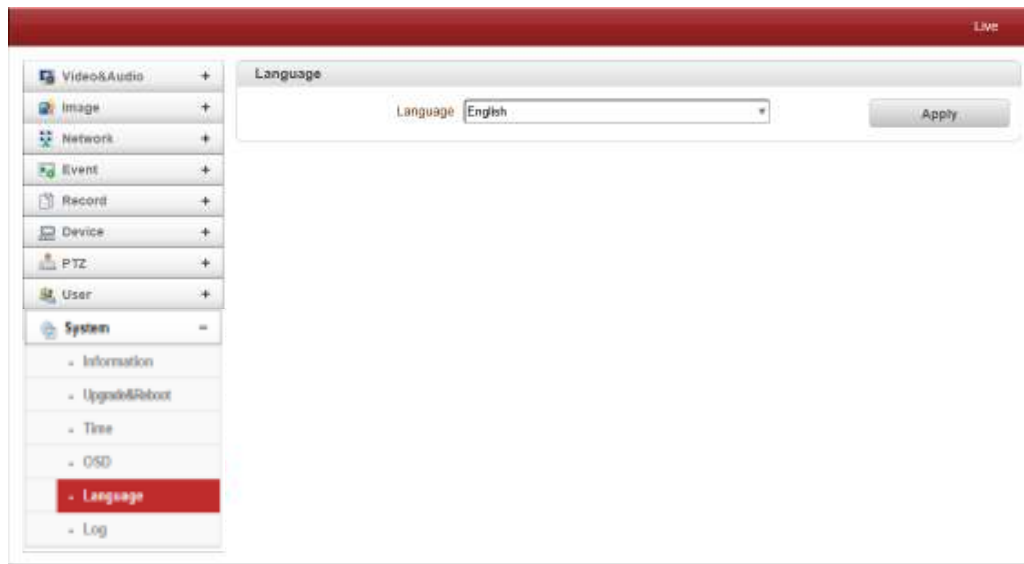 Live
Video&Audio +
Image +
Network +
Event +
Record +
Device +
PTZ +
User +
System -
- Information
- Upgrade&Reboot
- Time
- OSD
- Language
- Log
Language
Language English Apply